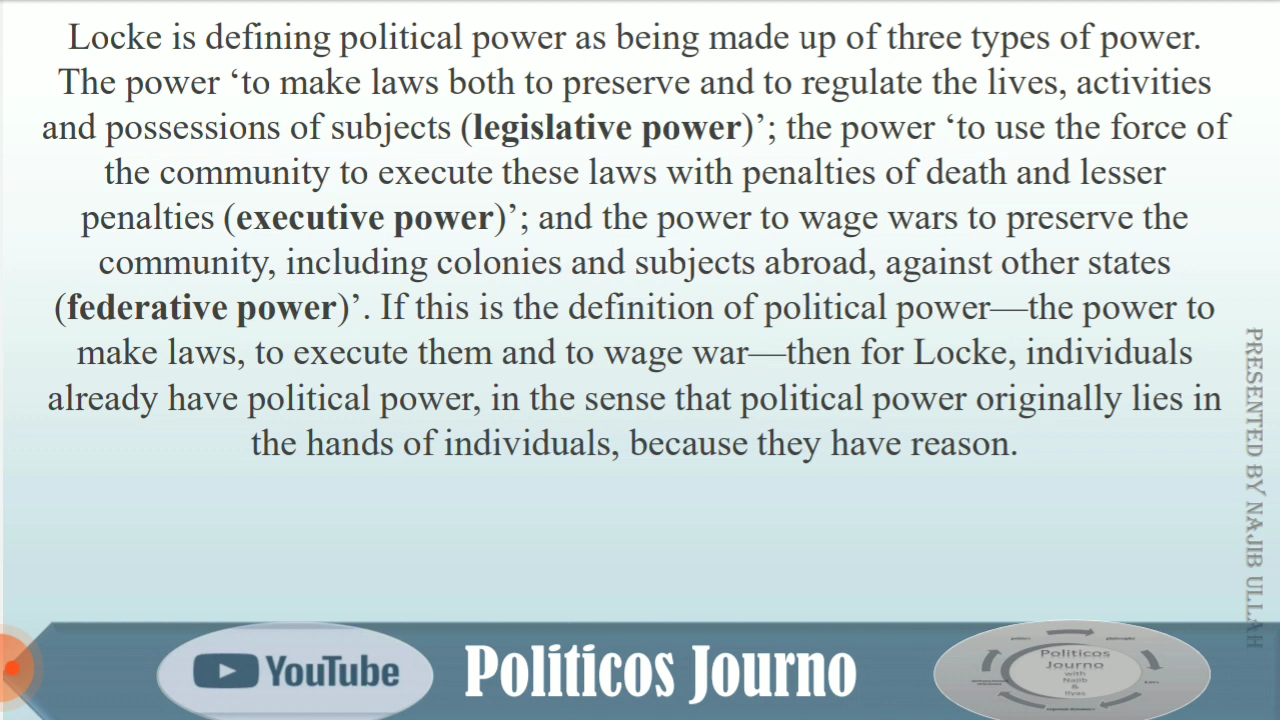 Locke is defining political power as being made up of three types of power.
The power ‘to make laws both to preserve and to regulate the lives, activities
and possessions of subjects (legislative power)’; the power ‘to use the force of
the community to execute these laws with penalties of death and lesser
penalties (executive power)’; and the power to wage wars to preserve the
community, including colonies and subjects abroad, against other states
(federative power)’. If this is the definition of political power—the power to
make laws, to execute them and to wage war—then for Locke, individuals
already have political power, in the sense that political power originally lies in
the hands of individuals, because they have reason.
PRESENTED BY NAJIB ULLAH
YouTube
Politicos Journo
Politicos
Journo
with
Najib
&
Ilyas